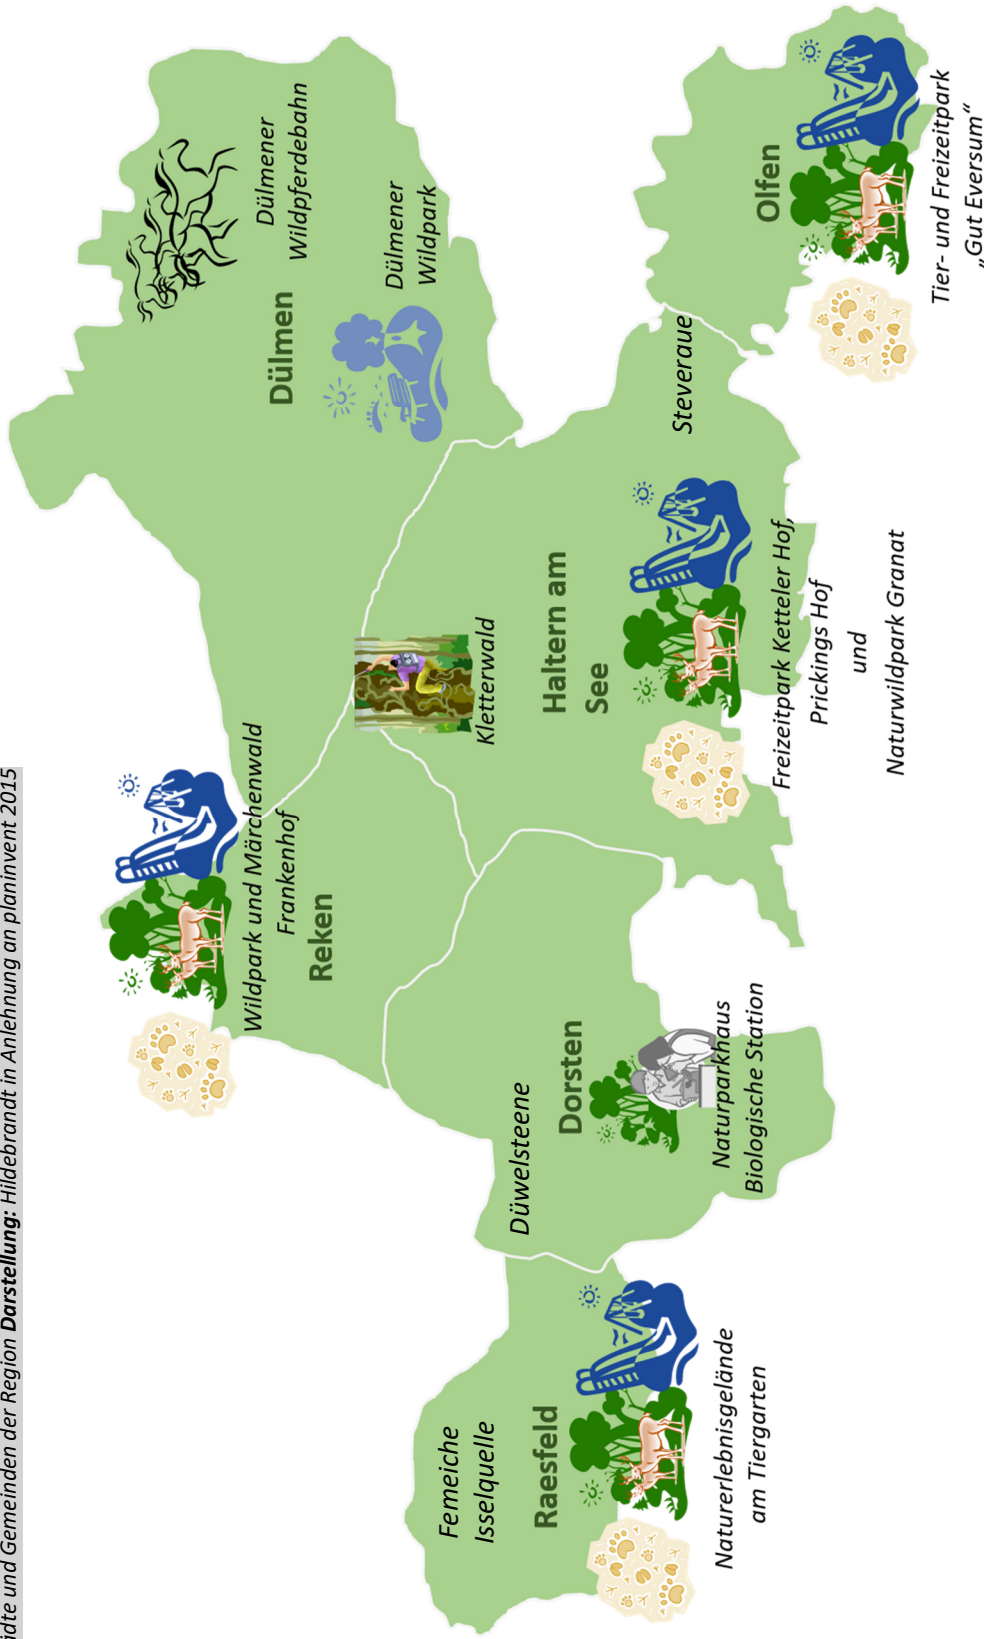 ädte und Gemeinden der Region Darstellung: Hildebrandt in Anlehnung an planinvent 2015
Wildpark und Märchenwald
Frankenhof
Reken
Dülmen
Dülmener
Wildpferdebahn
Dülmener
Wildpark
Kletterwald
Femeiche
Isselquelle
Raesfeld
Naturerlebnisgelände
am Tiergarten
Düwelsteene
Dorsten
Naturparkhaus
Biologische Station
Haltern am
See
Freizeitpark Ketteler Hof,
Prickings Hof
und
Naturwildpark Granat
Steveraue
Olfen
Tier- und Freizeitpark
„Gut Eversum“